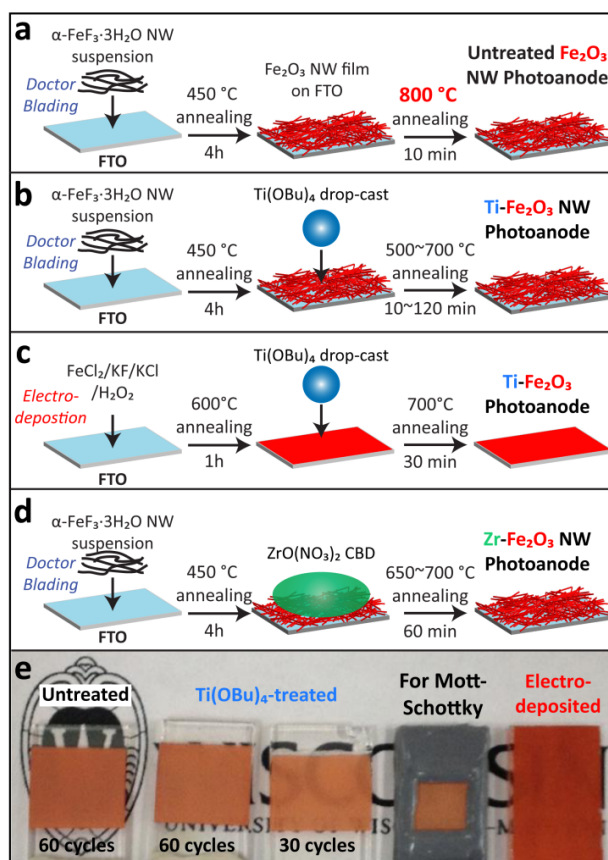 a
α-FeF₃·3H₂O NW
suspension
Doctor
Blading
FTO
450 °C
annealing
4h
Fe₂O₃ NW film
on FTO
800 °C
annealing
10 min
Untreated Fe₂O₃
NW Photoanode
b
α-FeF₃·3H₂O NW
suspension
Doctor
Blading
FTO
450 °C
annealing
4h
Ti(OBu)₄ drop-cast
500~700 °C
annealing
10~120 min
Ti-Fe₂O₃ NW
Photoanode
c
FeCl₂/KF/KCl
/H₂O₂
Electro-
depostion
FTO
600°C
annealing
1h
Ti(OBu)₄ drop-cast
700°C
annealing
30 min
Ti-Fe₂O₃
Photoanode
d
α-FeF₃·3H₂O NW
suspension
Doctor
Blading
FTO
450 °C
annealing
4h
ZrO(NO₃)₂ CBD
650~700 °C
annealing
60 min
Zr-Fe₂O₃ NW
Photoanode
e
Untreated
Ti(OBu)₄-treated
For Mott-
Schottky
Electro-
deposited
W
60 cycles
60 cycles
30 cycles